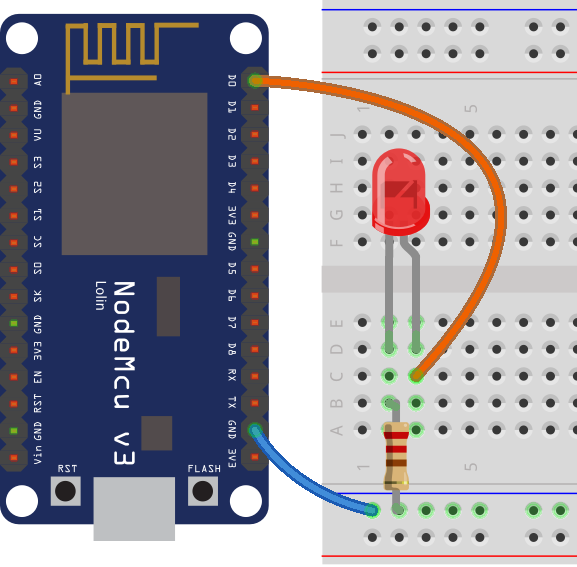 A0
GND
VU
S3
S2
S1
SC
SO
SK
GND
3V3
EN
RST
GND
Vin
D0
D1
D2
D3
D4
3V3
GND
D5
D6
D7
D8
RX
TX
GND
3V3
NodeMcu v3
Lolin
RST
FLASH
1
5
J
I
H
G
F
E
D
C
B
A
1
5